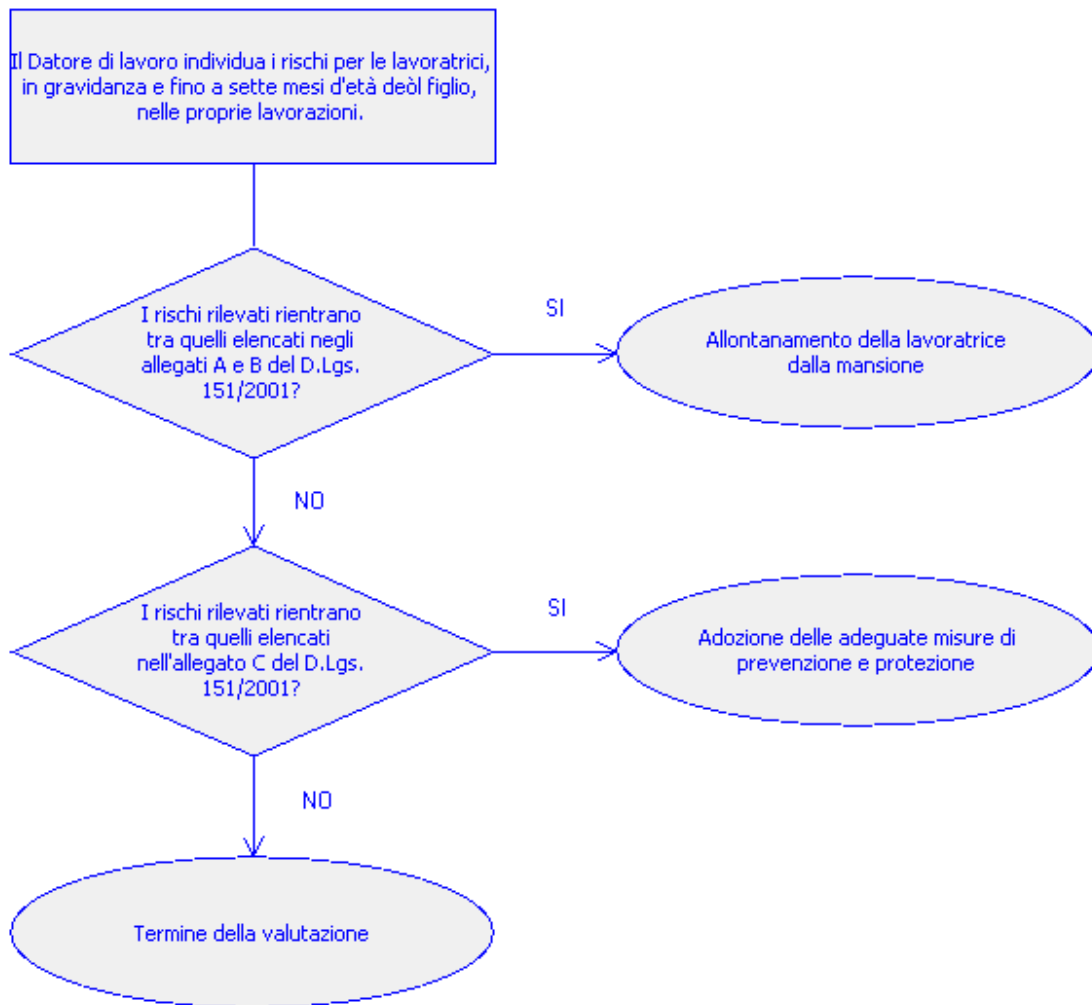 Il Datore di lavoro individua i rischi per le lavoratrici,
in gravidanza e fino a sette mesi d'età deòl figlio,
nelle proprie lavorazioni.
I rischi rilevati rientrano
tra quelli elencati negli
allegati A e B del D.Lgs.
151/2001?
SI
Allontanamento della lavoratrice
dalla mansione
NO
I rischi rilevati rientrano
tra quelli elencati
nell'allegato C del D.Lgs.
151/2001?
SI
Adozione delle adeguate misure di
prevenzione e protezione
NO
Termine della valutazione